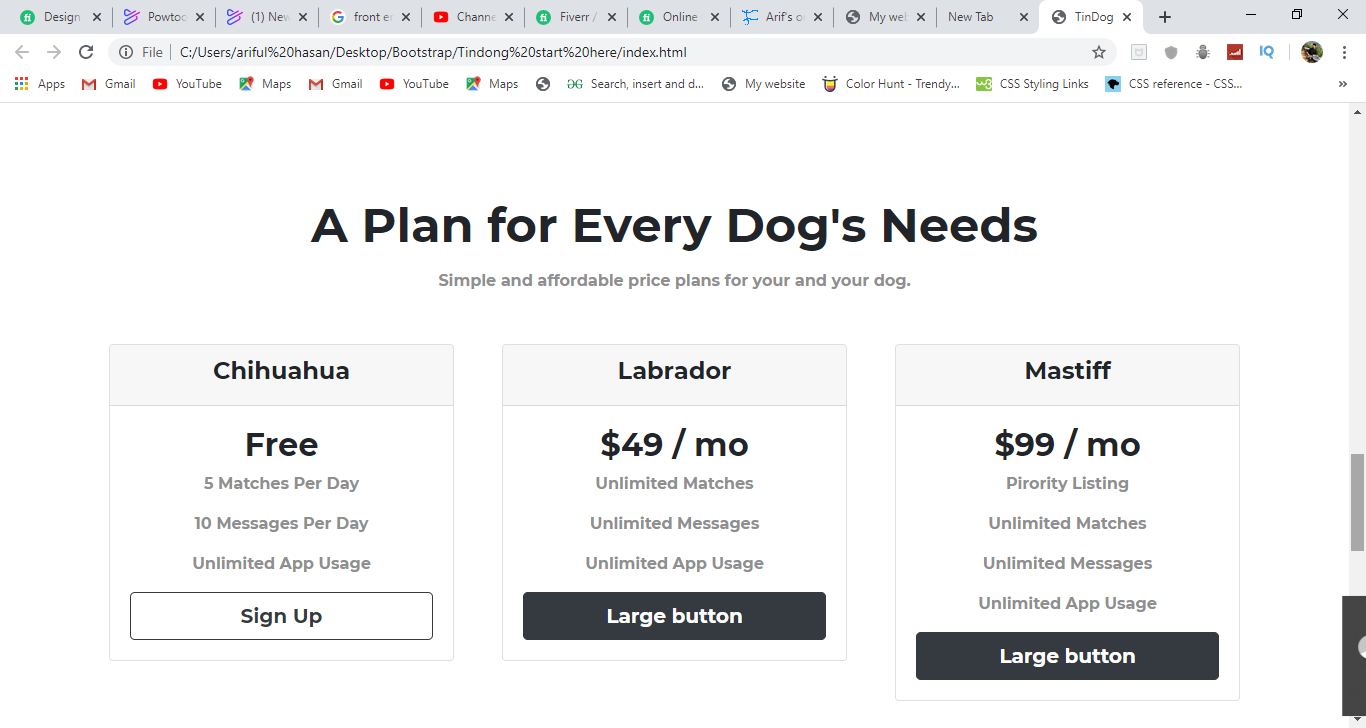 Design
Powtoo
(1) New
front er
Channe
Fiverr /
Online
Arif's o
My web
New Tab
TinDog
File
C:/Users/ariful%20hasan/Desktop/Bootstrap/Tindong%20start%20here/index.html
IQ
Apps
Gmail
YouTube
Maps
Gmail
YouTube
Maps
Search, insert and d...
My website
Color Hunt - Trendy...
CSS Styling Links
CSS reference - CSS...
A Plan for Every Dog's Needs
Simple and affordable price plans for your and your dog.
Chihuahua
Free
5 Matches Per Day
10 Messages Per Day
Unlimited App Usage
Sign Up
Labrador
$49 / mo
Unlimited Matches
Unlimited Messages
Unlimited App Usage
Large button
Mastiff
$99 / mo
Pirority Listing
Unlimited Matches
Unlimited Messages
Unlimited App Usage
Large button